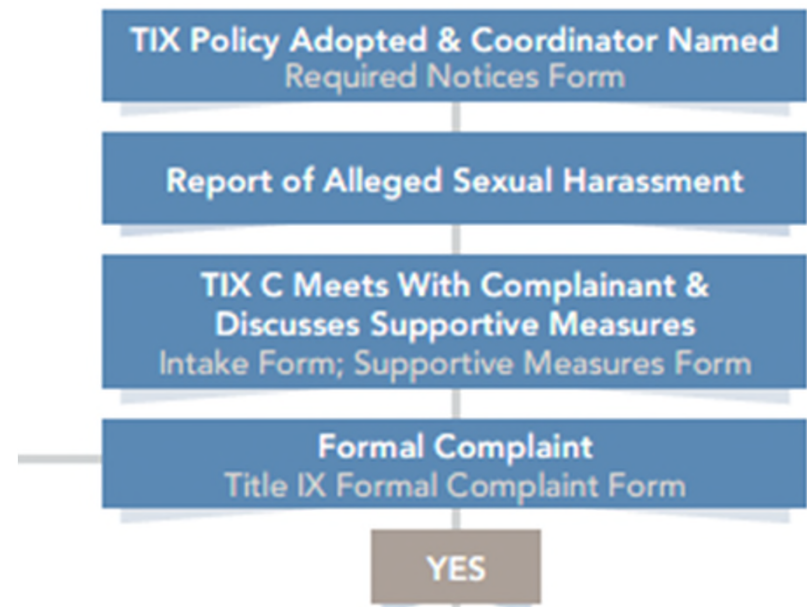 TIX Policy Adopted & Coordinator Named
Required Notices Form
Report of Alleged Sexual Harassment
TIX C Meets With Complainant &
Discusses Supportive Measures
Intake Form; Supportive Measures Form
Formal Complaint
Title IX Formal Complaint Form
YES